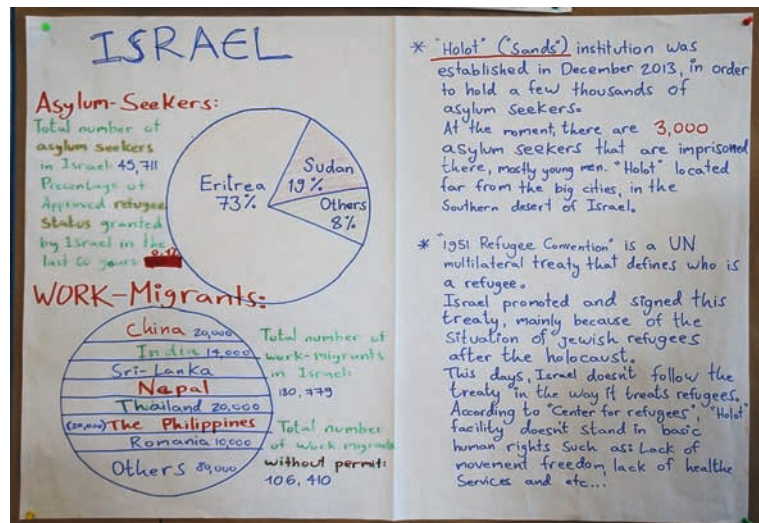 ISRAEL
Asylum-Seekers:
Total number of
asylum seekers
in Israel: 45,711
Percentage of
Approved refugee
status granted
by Israel in the
last 60 years
Eritrea
73%
Sudan
19%
Others
8%
WORK-Migrants:
China 20,000
India 14,000
Sri-Lanka
Nepal
Thailand 20,000
(20,000) The Philippines
Romania 10,000
Others 89,000
Total number of
work-migrants
in Israel:
130,779
Total number
of work migrants
without permit:
106,410
* "Holot" ("Sands") institution was
established in December 2013, in order
to hold a few thousands of
asylum seekers.
At the moment, there are 3,000
asylum seekers that are imprisoned
there, mostly young men. "Holot" located
far from the big cities, in the
Southern desert of Israel.
* "1951 Refugee Convention" is a UN
multilateral treaty that defines who is
a refugee.
Israel promoted and signed this
treaty, mainly because of the
situation of jewish refugees
after the holocaust.
This days, Israel doesn't follow the
treaty in the way it treats refugees.
According to "Center for refugees", "Holot"
facility doesn't stand in basic
human rights such as: Lack of
movement freedom, lack of healthe
Services and etc...